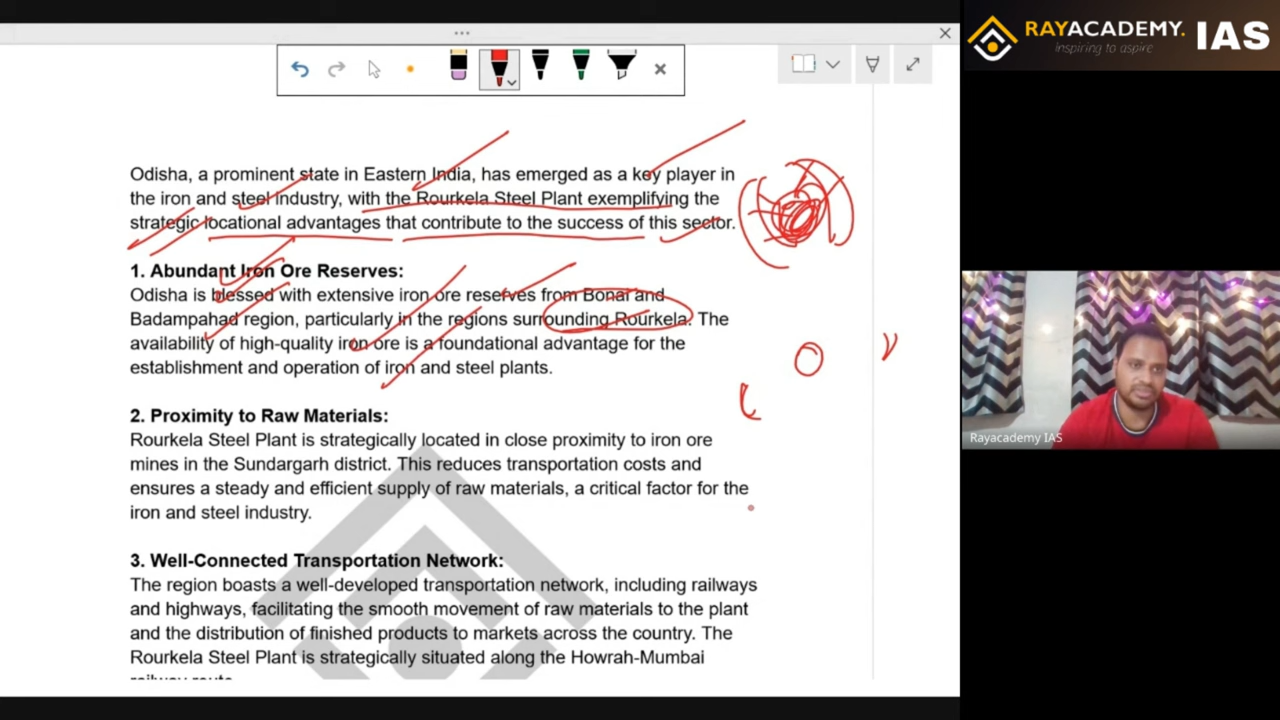 RAYACADEMY. IAS
inspiring to aspire
Odisha, a prominent state in Eastern India, has emerged as a key player in
the iron and steel industry, with the Rourkela Steel Plant exemplifying the
strategic locational advantages that contribute to the success of this sector.
1. Abundant Iron Ore Reserves:
Odisha is blessed with extensive iron ore reserves from Bonai and
Badampahad region, particularly in the regions surrounding Rourkela. The
availability of high-quality iron ore is a foundational advantage for the
establishment and operation of iron and steel plants.
2. Proximity to Raw Materials:
Rourkela Steel Plant is strategically located in close proximity to iron ore
mines in the Sundargarh district. This reduces transportation costs and
ensures a steady and efficient supply of raw materials, a critical factor for the
iron and steel industry.
3. Well-Connected Transportation Network:
The region boasts a well-developed transportation network, including railways
and highways, facilitating the smooth movement of raw materials to the plant
and the distribution of finished products to markets across the country. The
Rourkela Steel Plant is strategically situated along the Howrah-Mumbai
railway route.
Rayacademy IAS